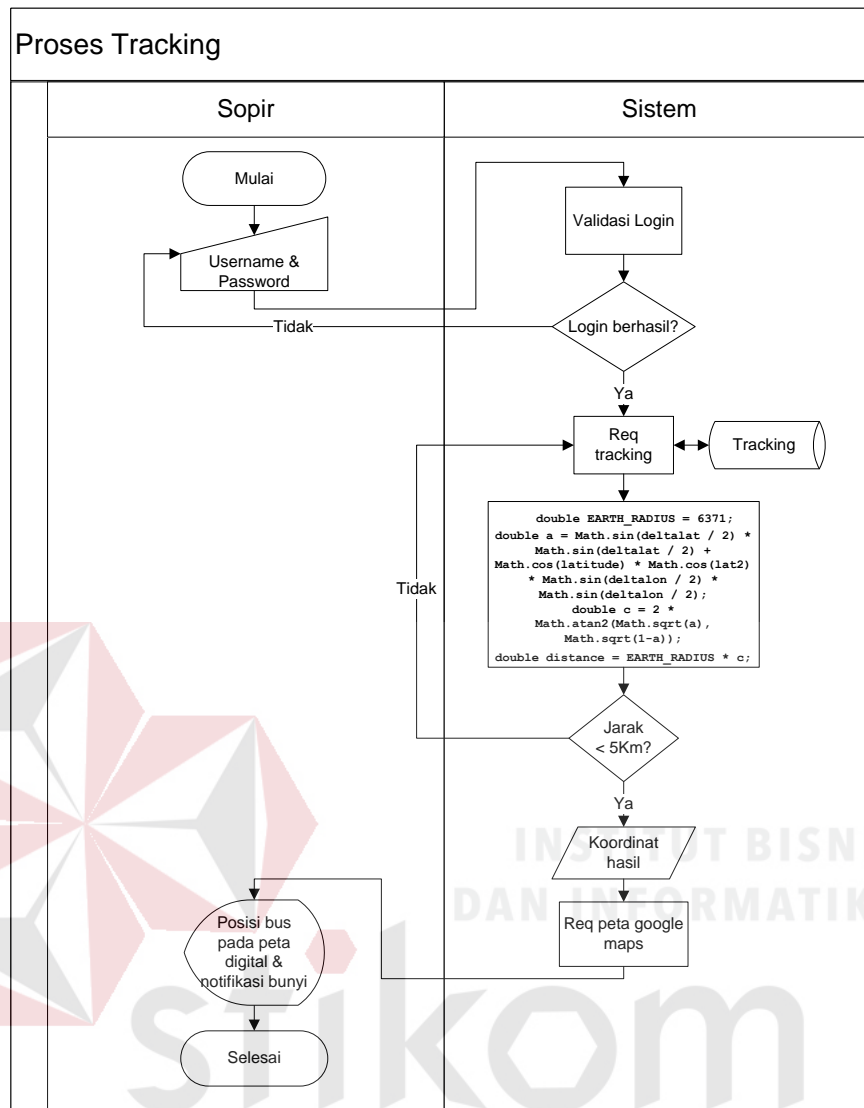 Proses Tracking
Sopir
Sistem
Mulai
Username &
Password
Validasi Login
Login berhasil?
Tidak
Ya
Req
tracking
Tracking
double EARTH_RADIUS = 6371;
double a = Math.sin(deltalat / 2) *
Math.sin(deltalat / 2) +
Math.cos(latitude) * Math.cos(lat2)
* Math.sin(deltalon / 2) *
Math.sin(deltalon / 2);
double c = 2 *
Math.atan2(Math.sqrt(a),
Math.sqrt(1-a));
double distance = EARTH_RADIUS * c;
Tidak
Jarak
< 5Km?
Ya
Koordinat
hasil
Req peta google
maps
Posisi bus
pada peta
digital &
notifikasi bunyi
Selesai
INSTITUT BISN
DAN INFORMATIK
stikom